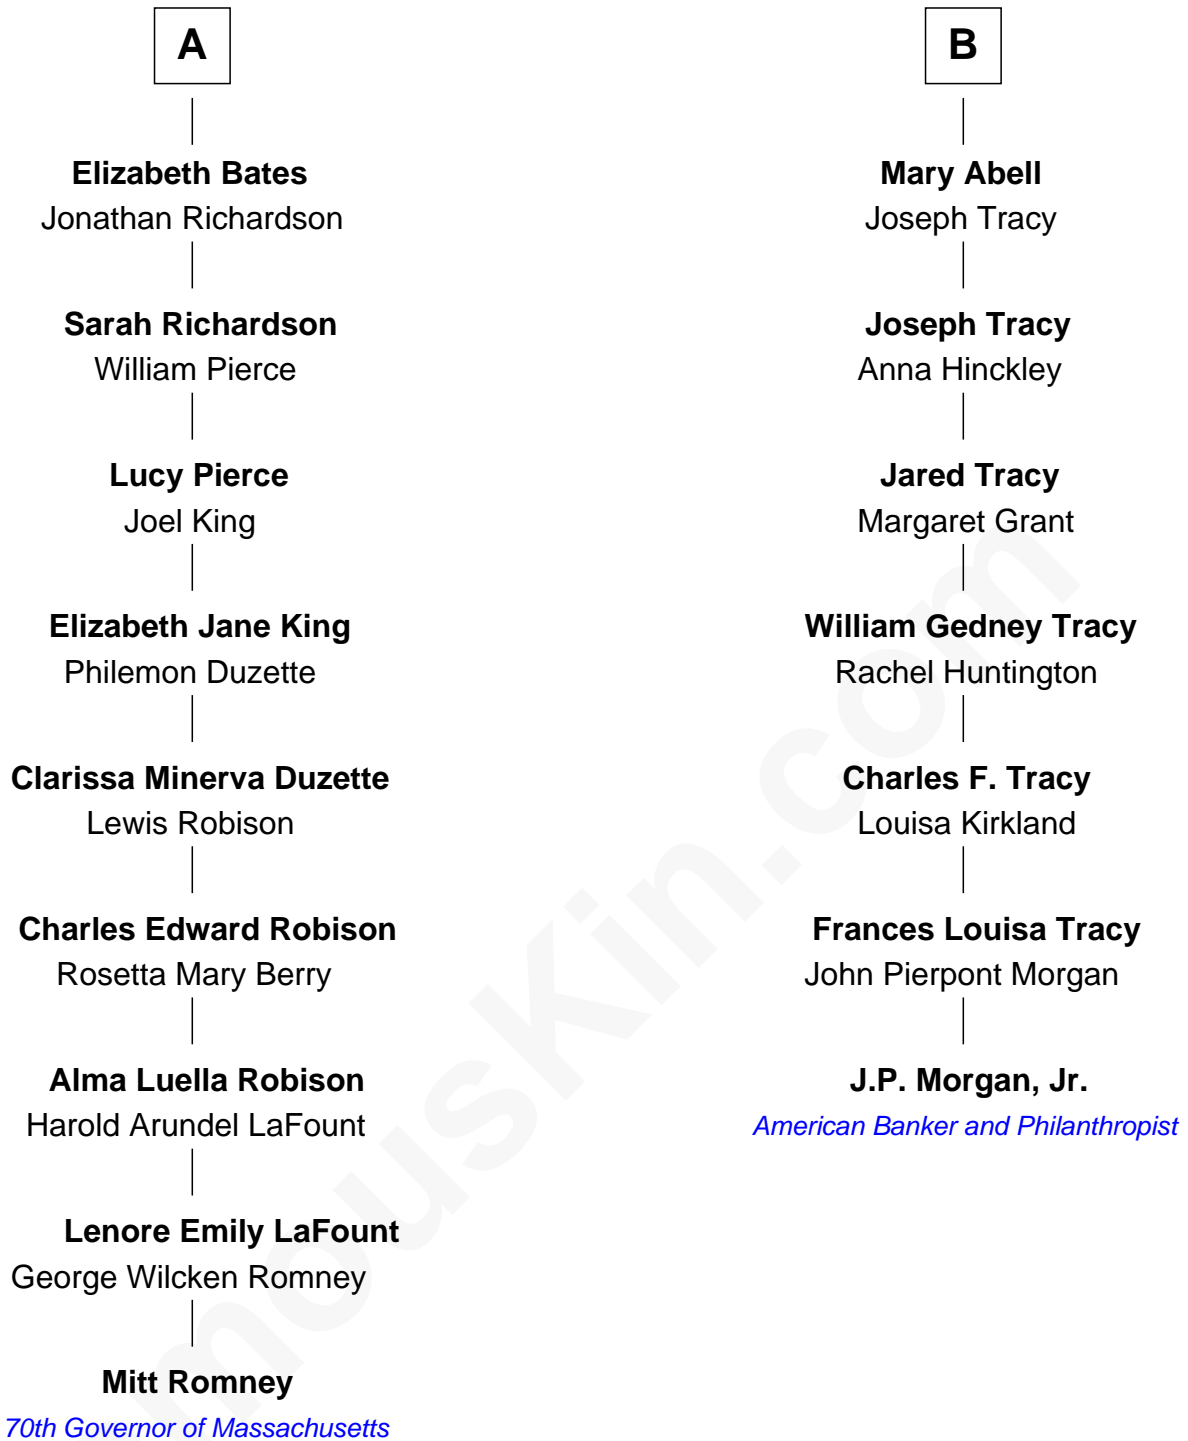 A
Elizabeth Bates
Jonathan Richardson
Sarah Richardson
William Pierce
Lucy Pierce
Joel King
Elizabeth Jane King
Philemon Duzette
Clarissa Minerva Duzette
Lewis Robison
Charles Edward Robison
Rosetta Mary Berry
Alma Luella Robison
Harold Arundel LaFount
Lenore Emily LaFount
George Wilcken Romney
Mitt Romney
70th Governor of Massachusetts
B
Mary Abell
Joseph Tracy
Joseph Tracy
Anna Hinckley
Jared Tracy
Margaret Grant
William Gedney Tracy
Rachel Huntington
Charles F. Tracy
Louisa Kirkland
Frances Louisa Tracy
John Pierpont Morgan
J.P. Morgan, Jr.
American Banker and Philanthropist
mouskin.com